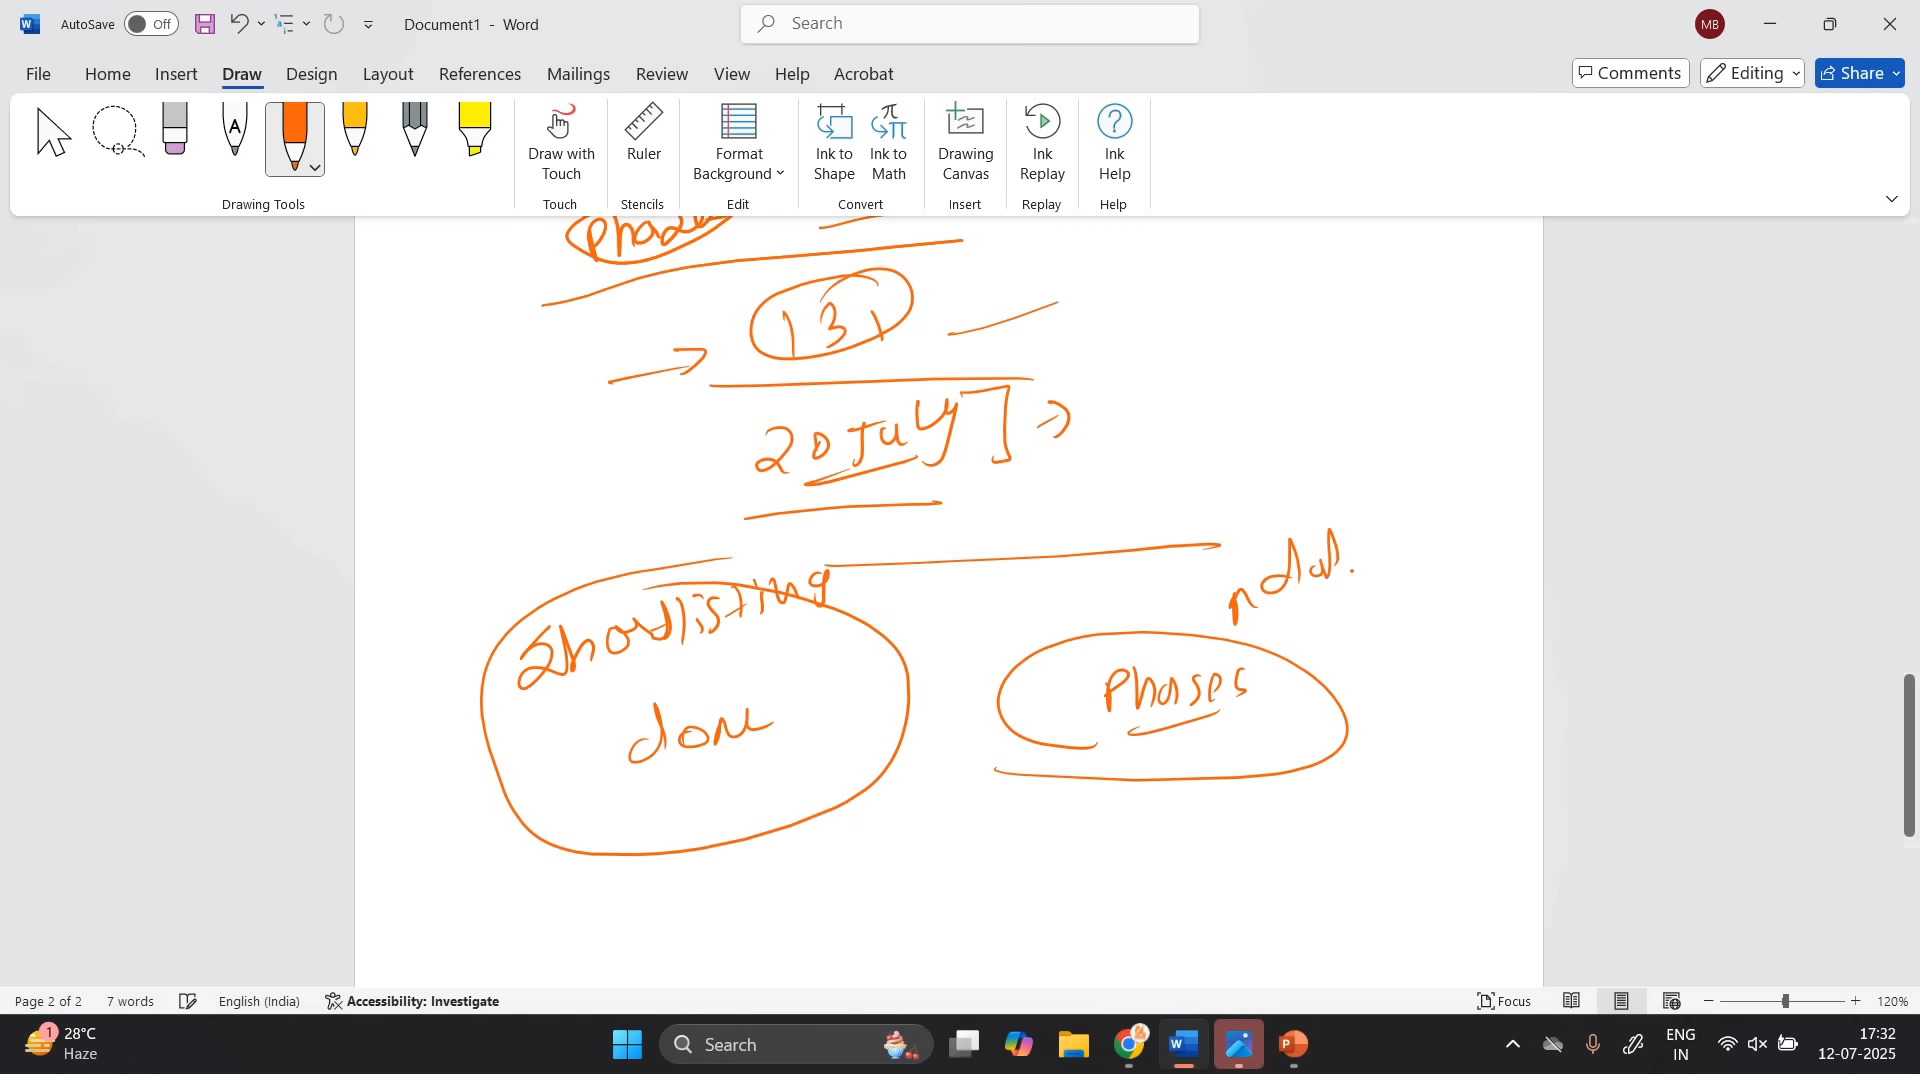 AutoSave Off Document1 - Word Search MB
File Home Insert Draw Design Layout References Mailings Review View Help Acrobat Comments Editing Share
A
Draw with Touch
Ruler
Format Background
Ink to Shape
Ink to Math
Drawing Canvas
Ink Replay
Ink Help
Drawing Tools Touch Stencils Edit Convert Insert Replay Help
131
20 July
Shortlisting
done
Phases
Page 2 of 2 7 words English (India) Accessibility: Investigate Focus 120%
1 28°C
Haze
Search
ENG
IN
17:32
12-07-2025